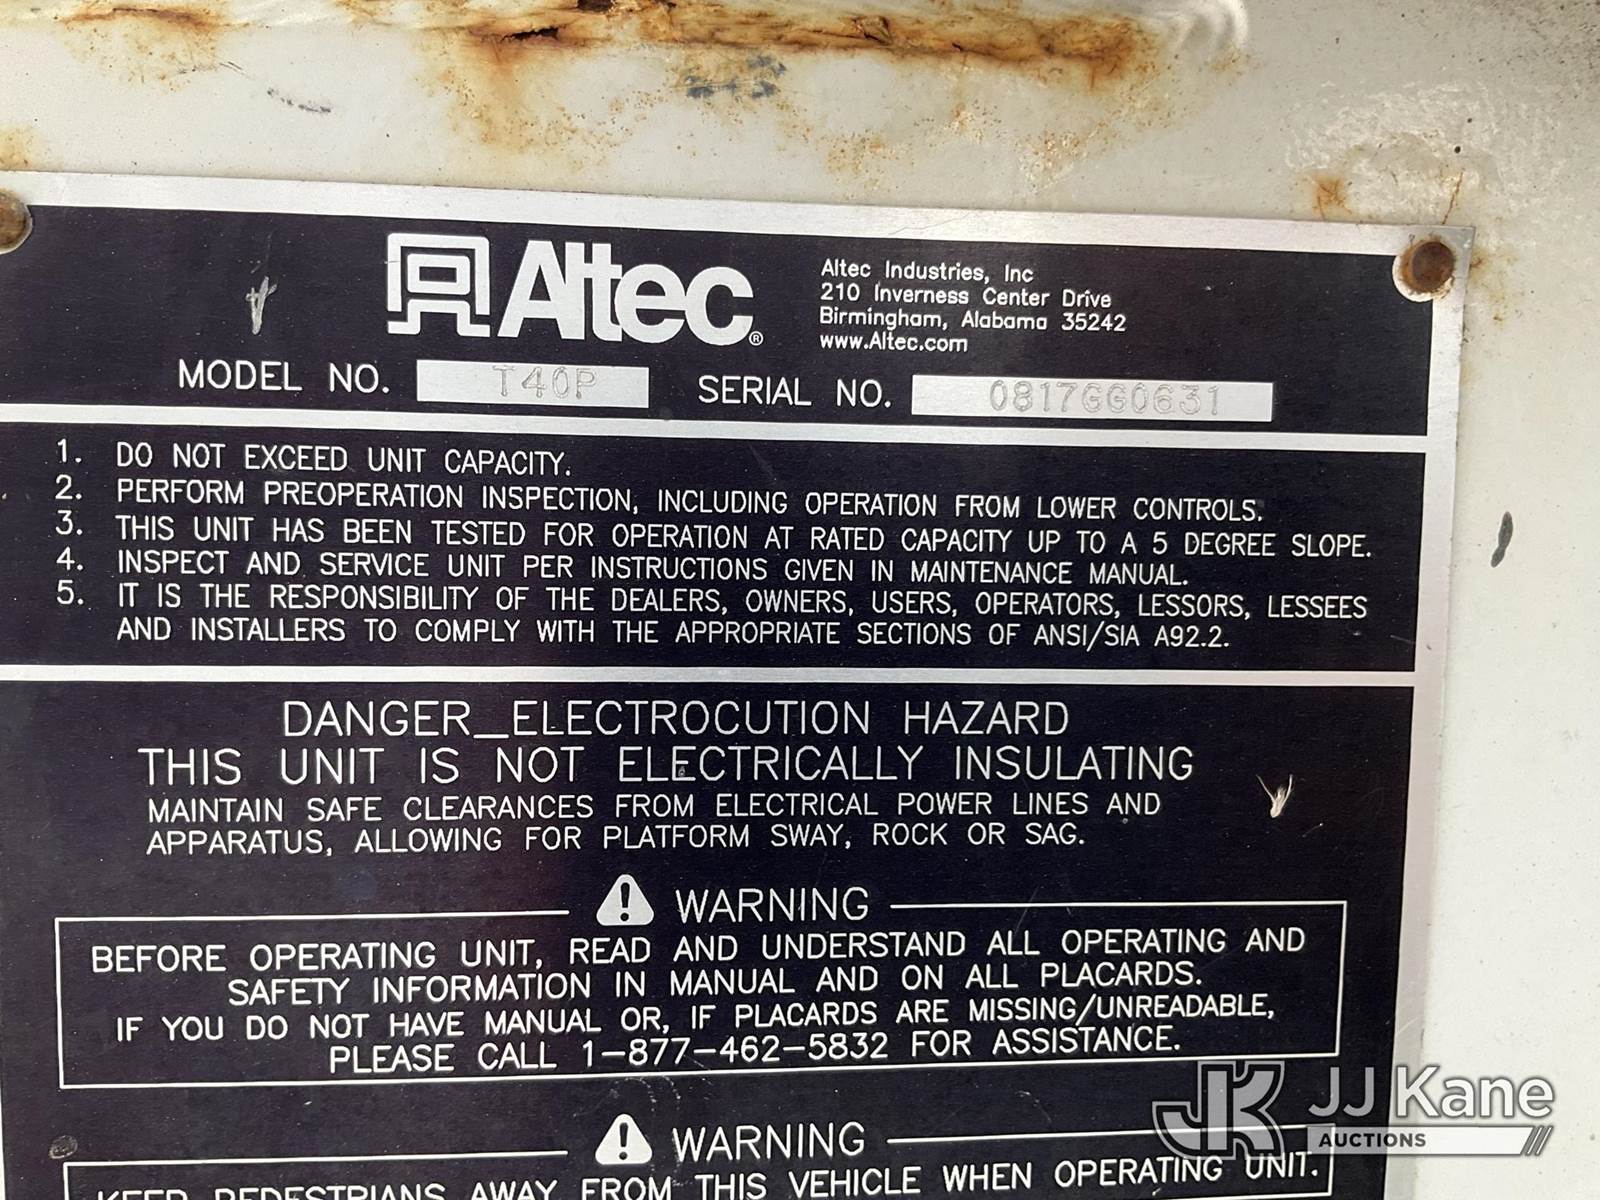 Altec®
Altec Industries, Inc
210 Inverness Center Drive
Birmingham, Alabama 35242
www.Altec.com
MODEL NO. T40P SERIAL NO. 0817GG0631
1. DO NOT EXCEED UNIT CAPACITY.
2. PERFORM PREOPERATION INSPECTION, INCLUDING OPERATION FROM LOWER CONTROLS.
3. THIS UNIT HAS BEEN TESTED FOR OPERATION AT RATED CAPACITY UP TO A 5 DEGREE SLOPE.
4. INSPECT AND SERVICE UNIT PER INSTRUCTIONS GIVEN IN MAINTENANCE MANUAL.
5. IT IS THE RESPONSIBILITY OF THE DEALERS, OWNERS, USERS, OPERATORS, LESSORS, LESSEES
AND INSTALLERS TO COMPLY WITH THE APPROPRIATE SECTIONS OF ANSI/SIA A92.2.
DANGER_ELECTROCUTION HAZARD
THIS UNIT IS NOT ELECTRICALLY INSULATING
MAINTAIN SAFE CLEARANCES FROM ELECTRICAL POWER LINES AND
APPARATUS, ALLOWING FOR PLATFORM SWAY, ROCK OR SAG.
WARNING
BEFORE OPERATING UNIT, READ AND UNDERSTAND ALL OPERATING AND
SAFETY INFORMATION IN MANUAL AND ON ALL PLACARDS.
IF YOU DO NOT HAVE MANUAL OR, IF PLACARDS ARE MISSING/UNREADABLE,
PLEASE CALL 1-877-462-5832 FOR ASSISTANCE.
WARNING
KEEP PEDESTRIANS AWAY FROM THIS VEHICLE WHEN OPERATING UNIT.
JK JJ Kane
AUCTIONS